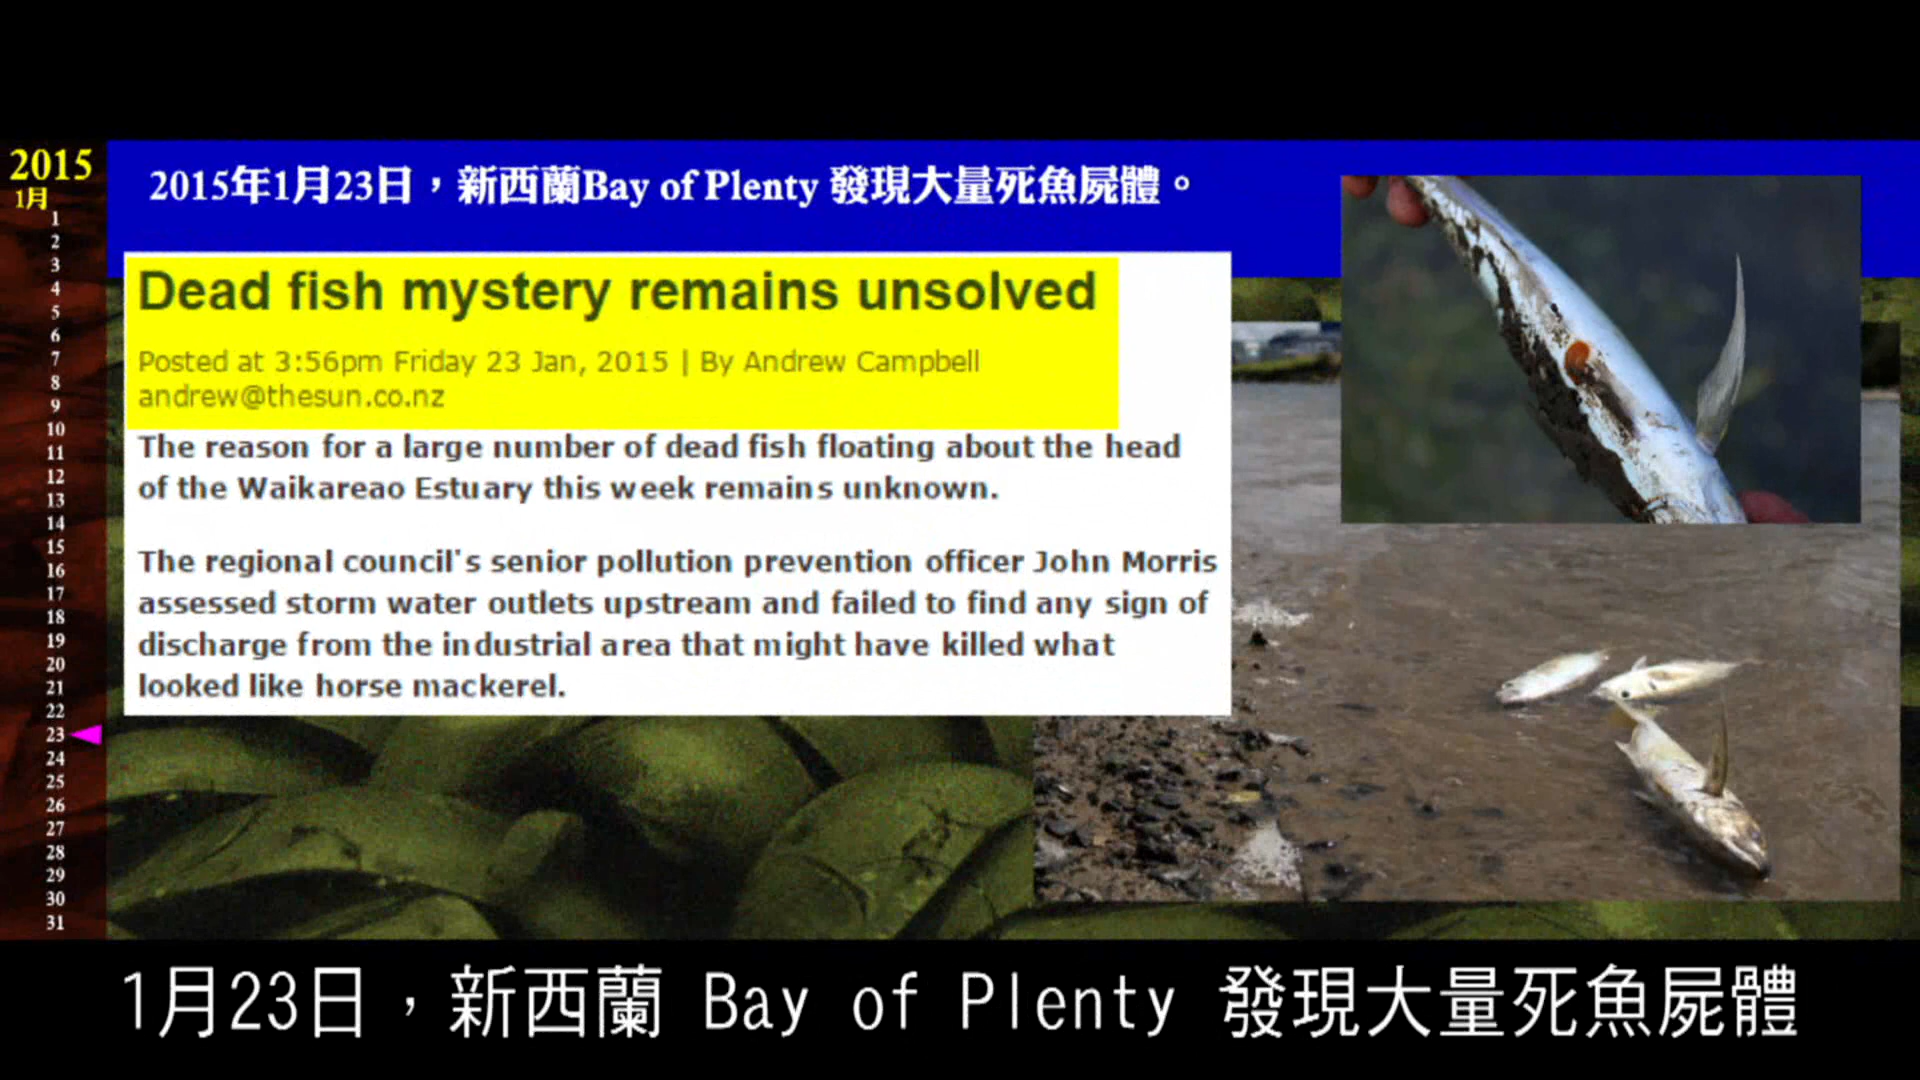 2015
1月
1
2
3
4
5
6
7
8
9
10
11
12
13
14
15
16
17
18
19
20
21
22
23
24
25
26
27
28
29
30
31
2015年1月23日，新西蘭Bay of Plenty 發現大量死魚屍體。
Dead fish mystery remains unsolved
Posted at 3:56pm Friday 23 Jan, 2015 | By Andrew Campbell
andrew@thesun.co.nz
The reason for a large number of dead fish floating about the head
of the Waikareao Estuary this week remains unknown.
The regional council's senior pollution prevention officer John Morris
assessed storm water outlets upstream and failed to find any sign of
discharge from the industrial area that might have killed what
looked like horse mackerel.
1月23日，新西蘭 Bay of Plenty 發現大量死魚屍體